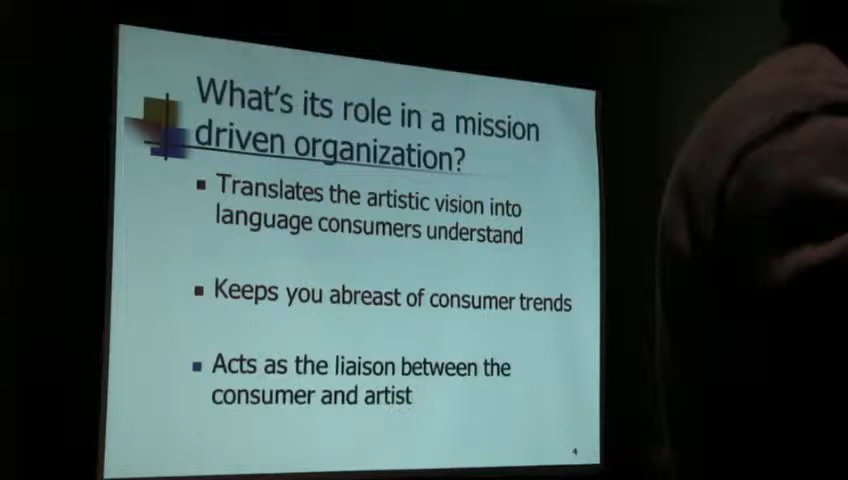 What's its role in a mission
driven organization?
▪ Translates the artistic vision into
language consumers understand
▪ Keeps you abreast of consumer trends
▪ Acts as the liaison between the
consumer and artist
4